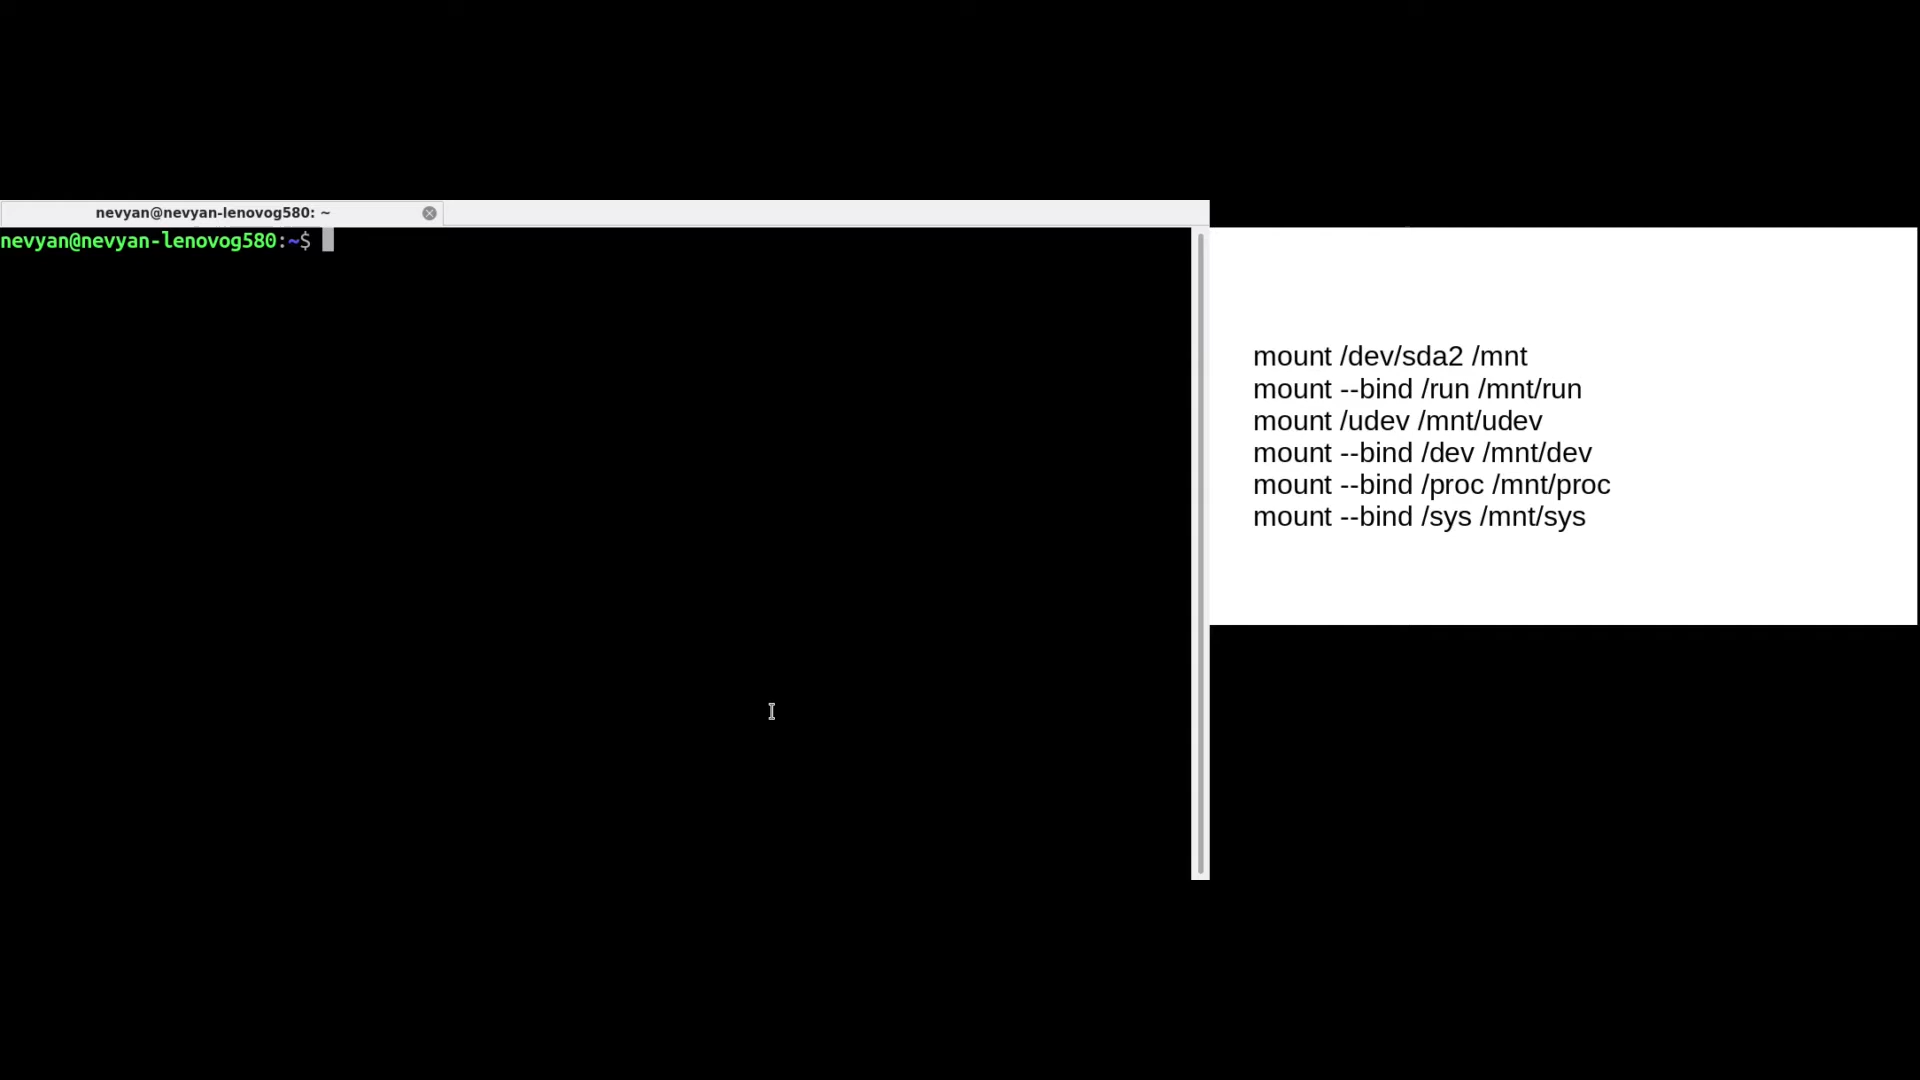 nevyan@nevyan-lenovog580: ~
nevyan@nevyan-lenovog580:~$
mount /dev/sda2 /mnt
mount --bind /run /mnt/run
mount /udev /mnt/udev
mount --bind /dev /mnt/dev
mount --bind /proc /mnt/proc
mount --bind /sys /mnt/sys